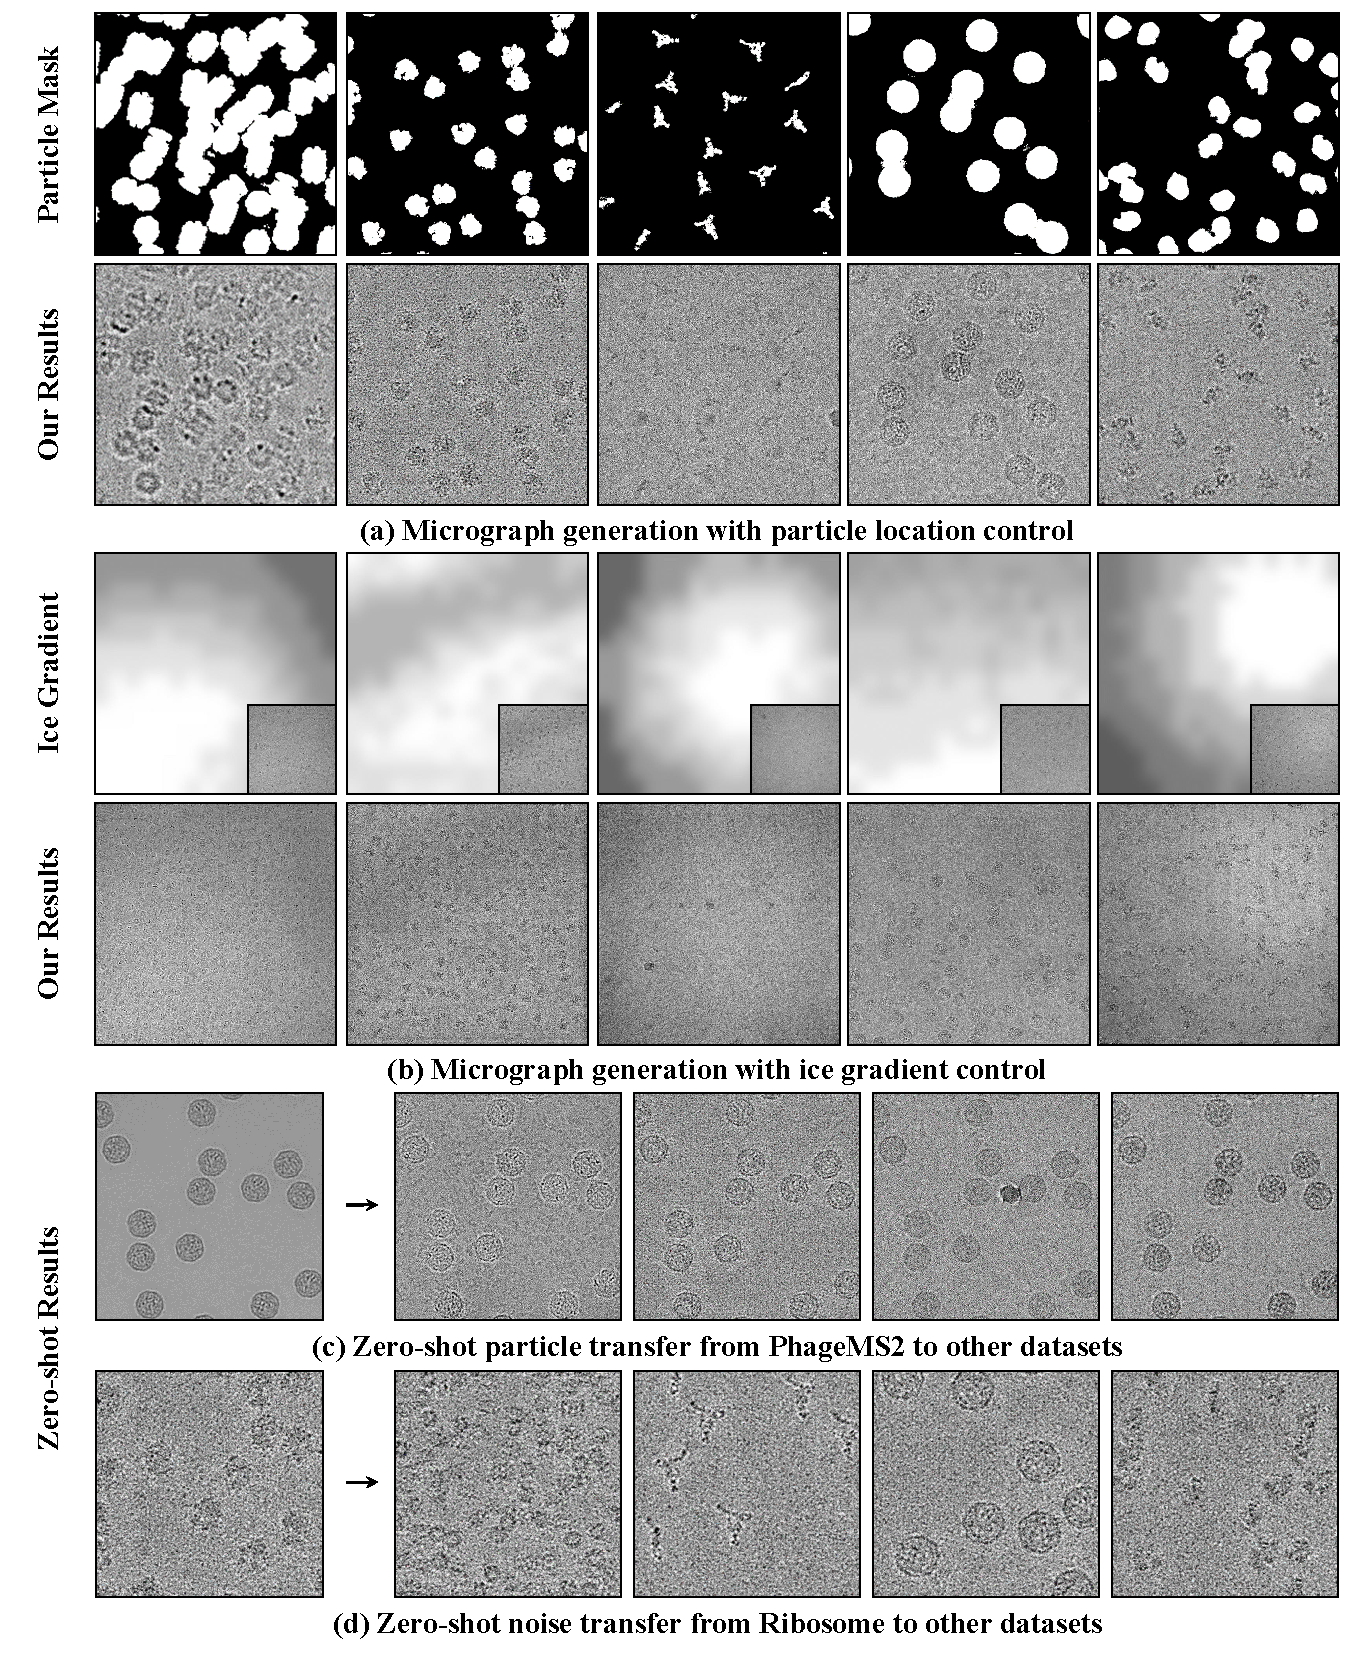 Particle Mask
Our Results
(a) Micrograph generation with particle location control
Ice Gradient
Our Results
(b) Micrograph generation with ice gradient control
Zero-shot Results
(c) Zero-shot particle transfer from PhageMS2 to other datasets
(d) Zero-shot noise transfer from Ribosome to other datasets